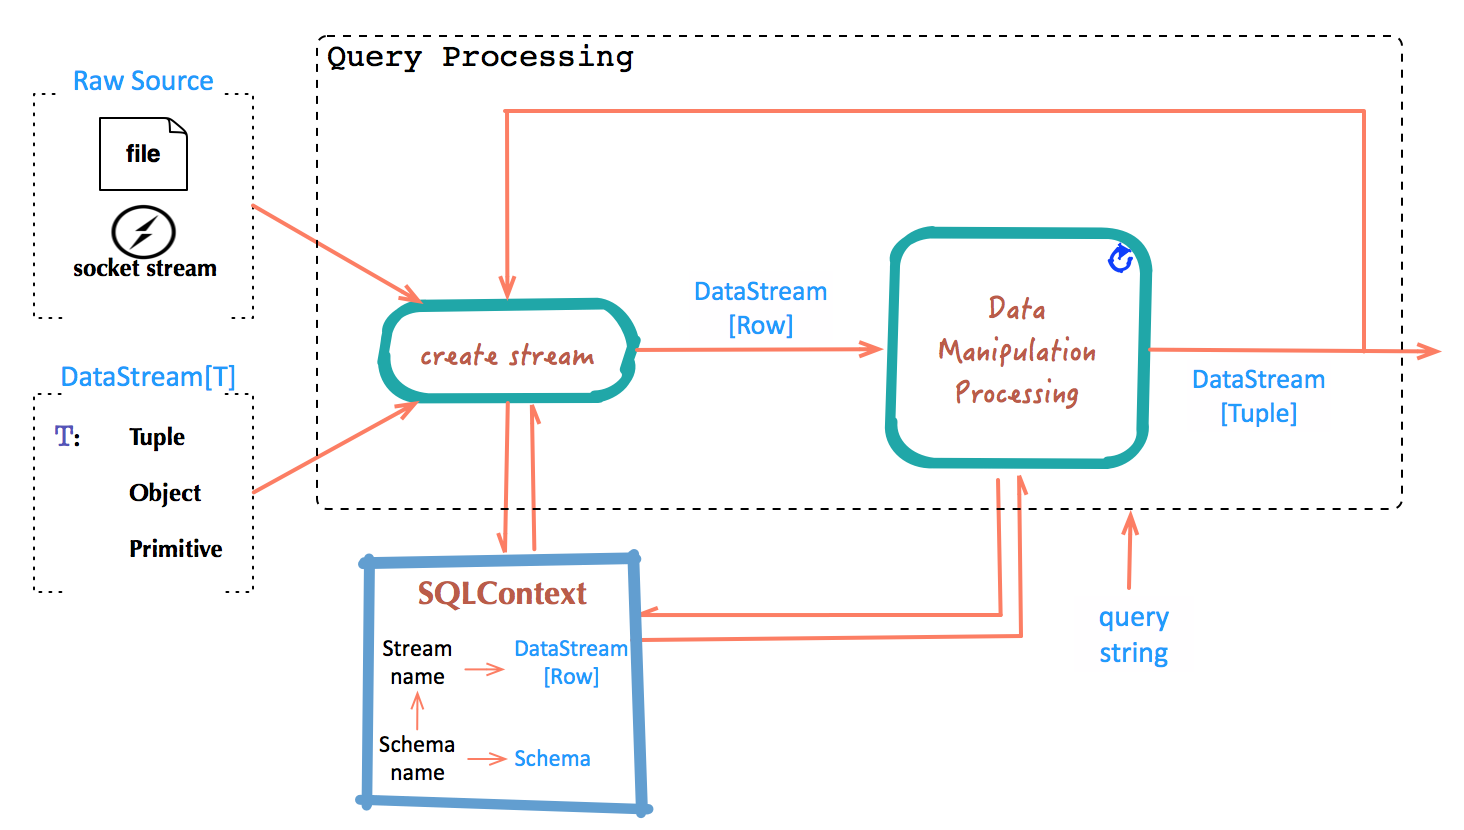 Query Processing
Raw Source
file
socket stream
DataStream[T]
T: Tuple
Object
Primitive
create stream
DataStream
[Row]
Data
Manipulation
Processing
DataStream
[Tuple]
query
string
SQLContext
Stream
name
DataStream
[Row]
Schema
name
Schema